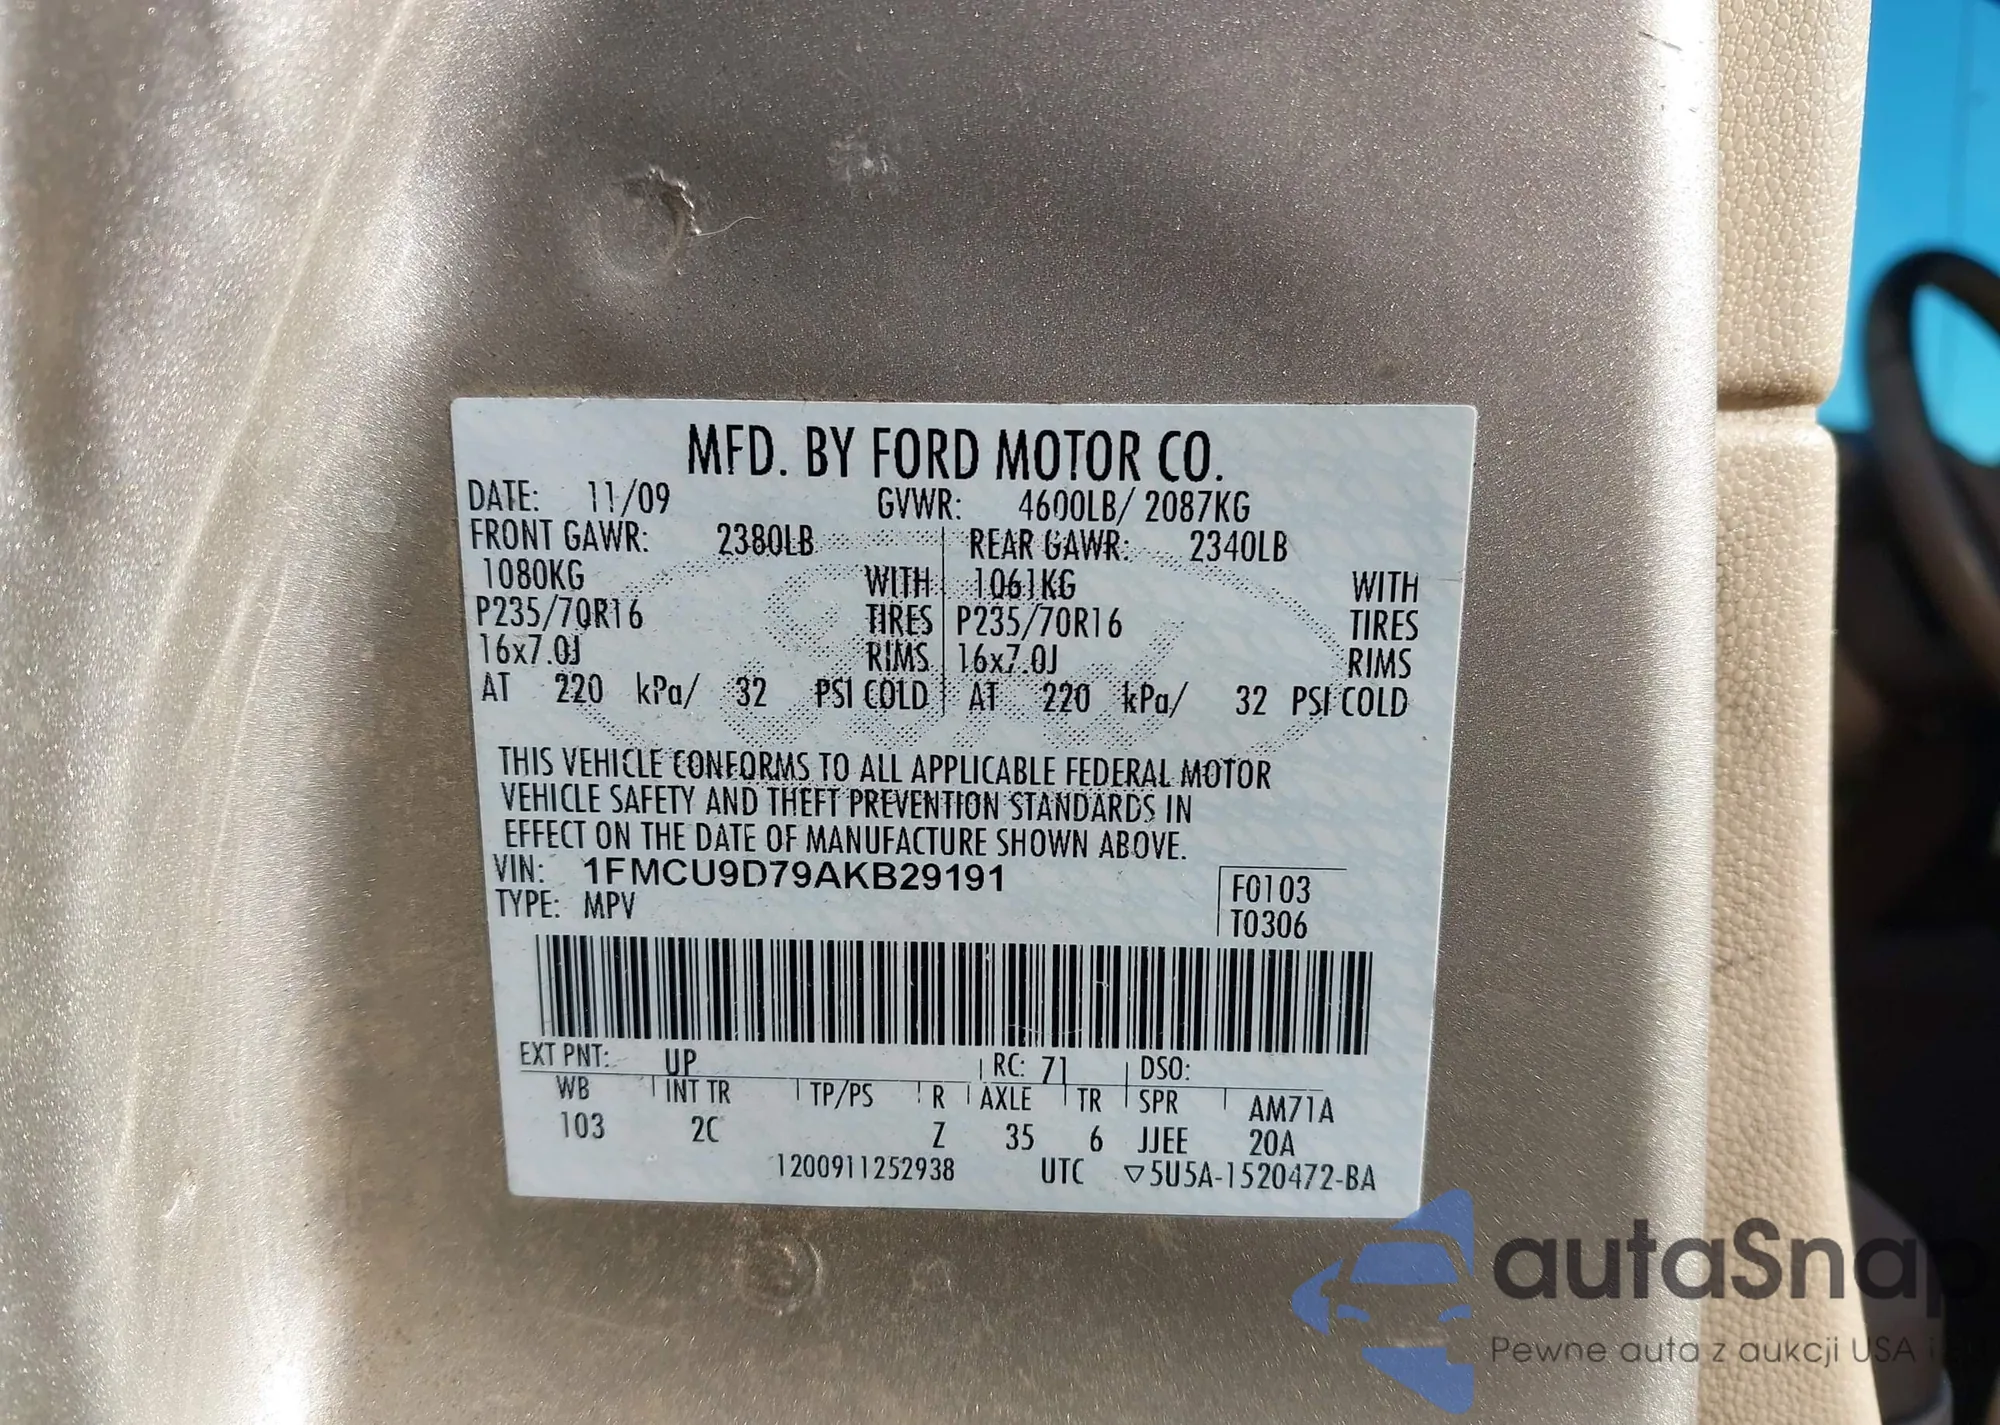 MFD. BY FORD MOTOR CO.
DATE: 11/09 GVWR: 4600LB/ 2087KG
FRONT GAWR: 2380LB REAR GAWR: 2340LB
1080KG WITH 1061KG WITH
P235/70R16 TIRES P235/70R16 TIRES
16x7.0J RIMS 16x7.0J RIMS
AT 220 kPa/ 32 PSI COLD AT 220 kPa/ 32 PSI COLD
THIS VEHICLE CONFORMS TO ALL APPLICABLE FEDERAL MOTOR
VEHICLE SAFETY AND THEFT PREVENTION STANDARDS IN
EFFECT ON THE DATE OF MANUFACTURE SHOWN ABOVE.
VIN: 1FMCU9D79AKB29191
F0103
TYPE: MPV
T0306
EXT PNT: UP RC: 71 DSO:
WB INT TR TP/PS R AXLE TR SPR AM71A
103 2C Z 35 6 JJEE 20A
1200911252938 UTC ▽5U5A-1520472-BA
autaSnap
Pewne auta z aukcji USA i